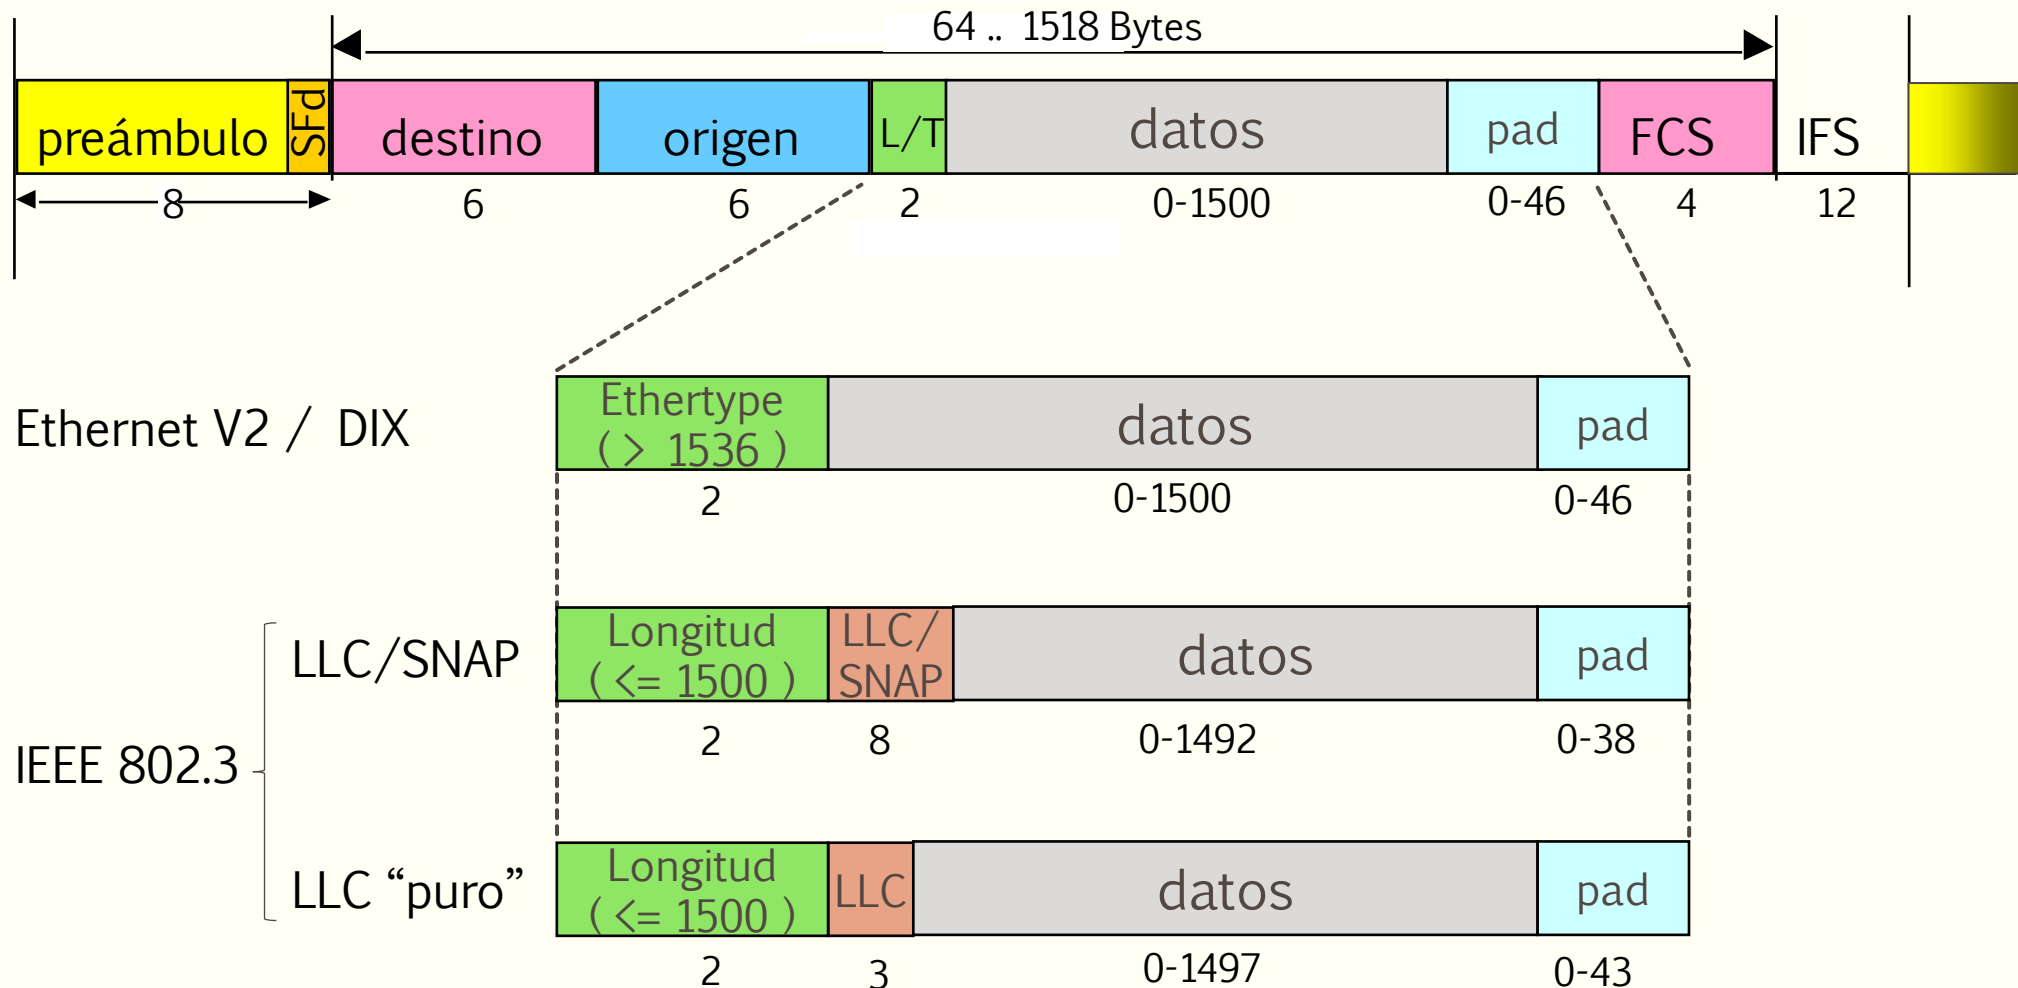 64 .. 1518 Bytes
preámbulo SFd destino origen L/T datos pad FCS IFS
8 6 6 2 0-1500 0-46 4 12
Ethernet V2 / DIX
Ethertype
( > 1536 )
datos
pad
2 0-1500 0-46
LLC/SNAP
Longitud
( <= 1500 )
LLC/
SNAP
datos
pad
2 8 0-1492 0-38
IEEE 802.3
LLC “puro”
Longitud
( <= 1500 )
LLC
datos
pad
2 3 0-1497 0-43